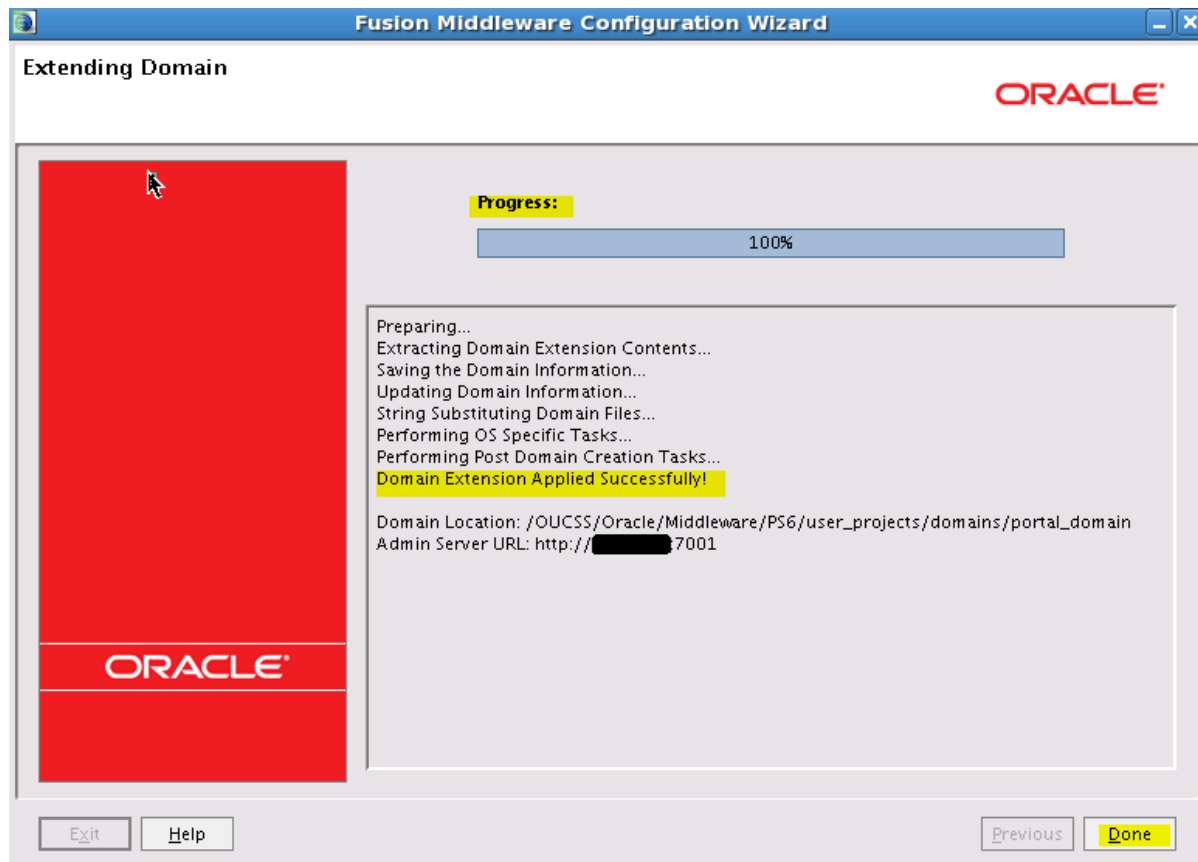 Fusion Middleware Configuration Wizard
Extending Domain
ORACLE
Progress:
100%
Preparing...
Extracting Domain Extension Contents...
Saving the Domain Information...
Updating Domain Information...
String Substituting Domain Files...
Performing OS Specific Tasks...
Performing Post Domain Creation Tasks...
Domain Extension Applied Successfully!
Domain Location: /OUCSS/Oracle/Middleware/PS6/user_projects/domains/portal_domain
Admin Server URL: http:// :7001
ORACLE
Exit Help Previous Done